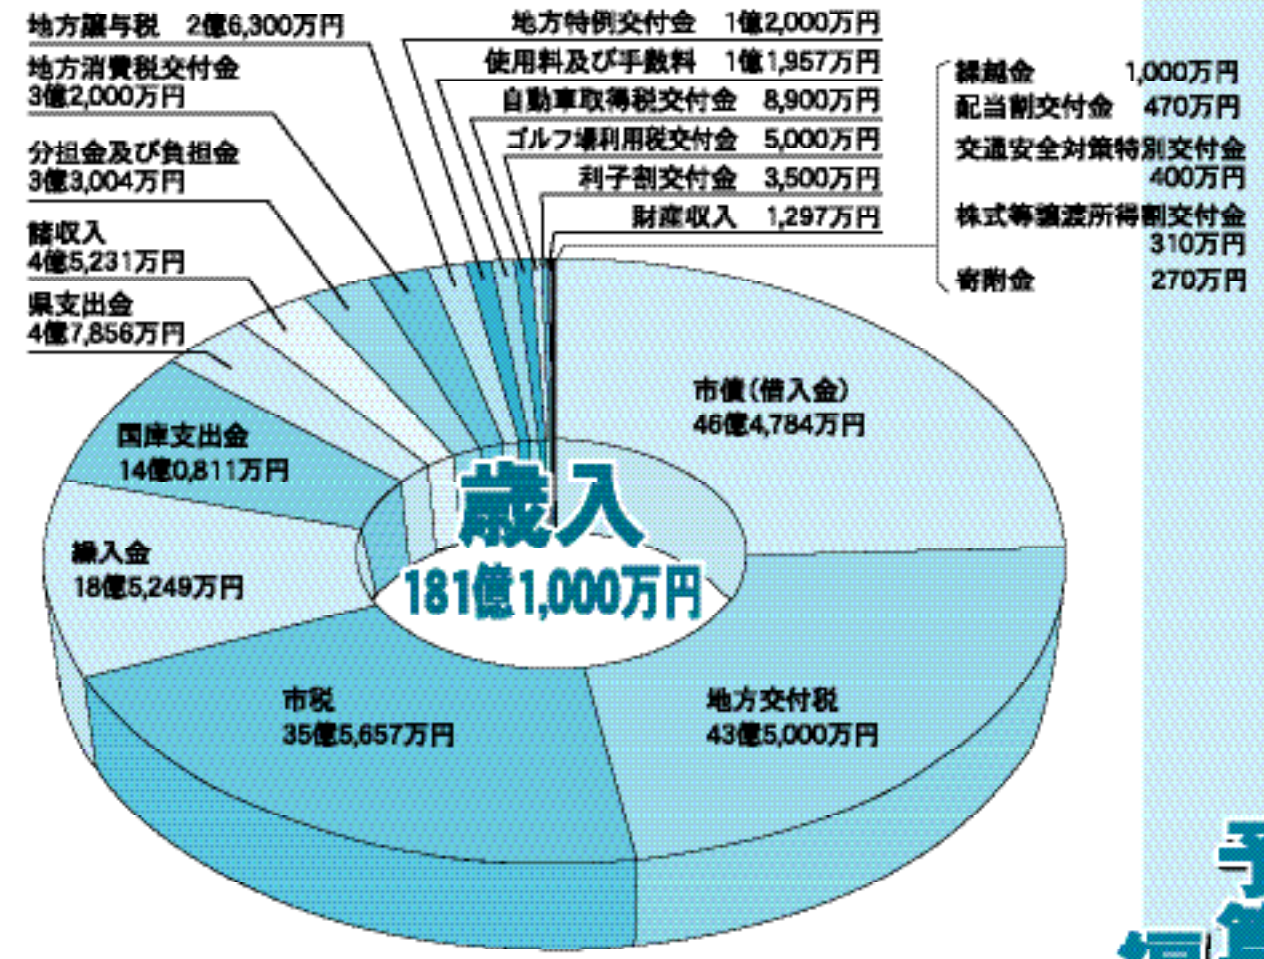 地方譲与税 2億6,300万円
地方消費税交付金
3億2,000万円
分担金及び負担金
3億3,004万円
諸収入
4億5,231万円
県支出金
4億7,856万円
地方特例交付金 1億2,000万円
使用料及び手数料 1億1,957万円
自動車取得税交付金 8,900万円
ゴルフ場利用税交付金 5,000万円
利子割交付金 3,500万円
財産収入 1,297万円
繰越金 1,000万円
配当割交付金 470万円
交通安全対策特別交付金
400万円
株式等譲渡所得割交付金
310万円
寄附金 270万円
市債(借入金)
46億4,784万円
国庫支出金
14億0,811万円
繰入金
18億5,249万円
歳入
181億1,000万円
市税
35億5,657万円
地方交付税
43億5,000万円